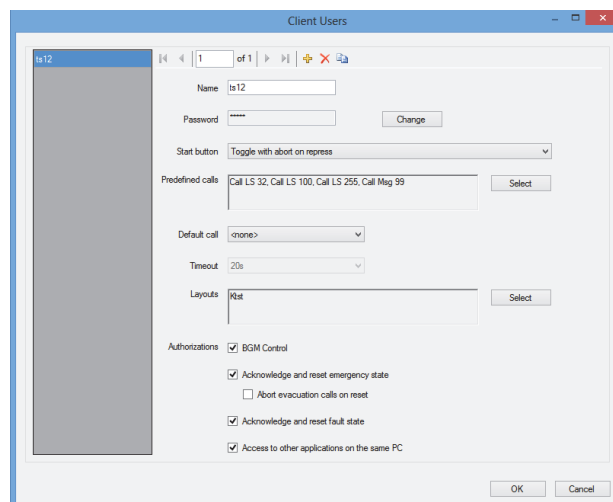 Client Users
ts12
1 of 1
Name ts12
Password ***** Change
Start button Toggle with abort on repress
Predefined calls Call LS 32, Call LS 100, Call LS 255, Call Msg 99 Select
Default call <none>
Timeout 20s
Layouts Ktst Select
Authorizations BGM Control
Acknowledge and reset emergency state
Abort evacuation calls on reset
Acknowledge and reset fault state
Access to other applications on the same PC
OK Cancel